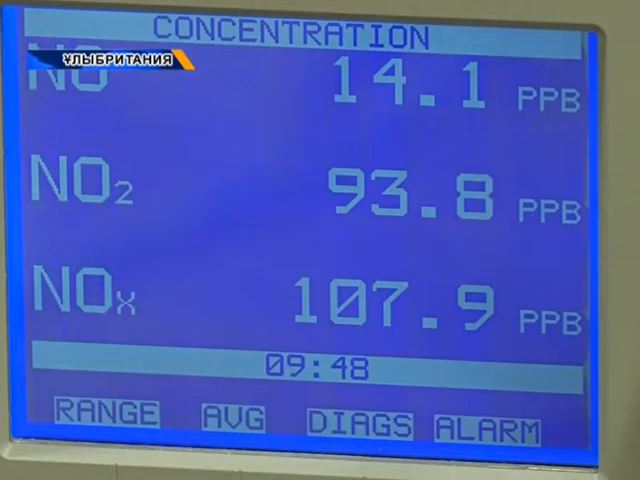 CONCENTRATION
ҰЛЫБРИТАНИЯ
NO 14.1 PPB
NO₂ 93.8 PPB
NOx 107.9 PPB
09:48
RANGE AVG DIAGS ALARM